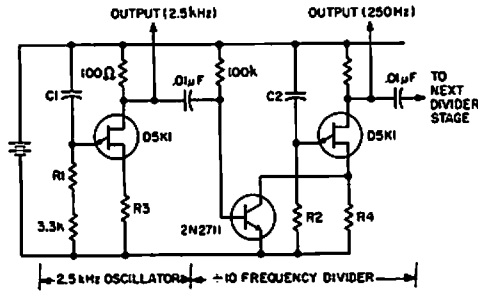 OUTPUT (2.5kHz)
OUTPUT (250Hz)
100Ω
.01µF
100k
.01µF
C1
C2
TO
NEXT
DIVIDER
STAGE
D5K1
D5K1
R1
R3
R2
R4
3.3k
2N2711
2.5 kHz OSCILLATOR
÷10 FREQUENCY DIVIDER